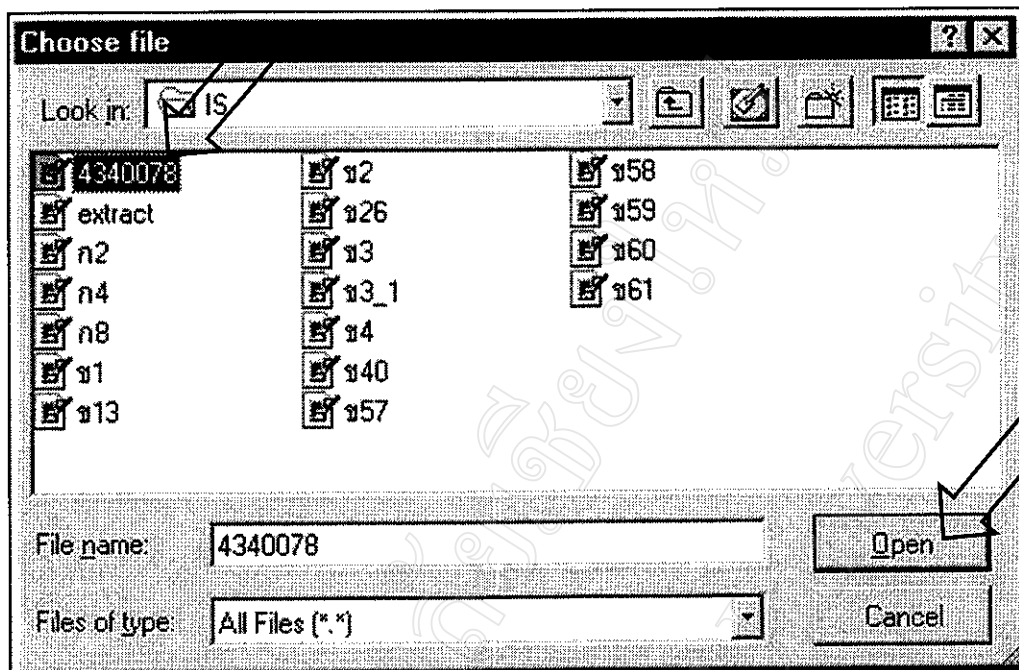 Choose file
Look in: IS
4340078 ข2 ข58
extract ข26 ข59
ก2 ข3 ข60
ก4 ข3_1 ข61
ก8 ข4
ข1 ข40
ข13 ข57
File name: 4340078 Open
Files of type: All Files (*.*) Cancel